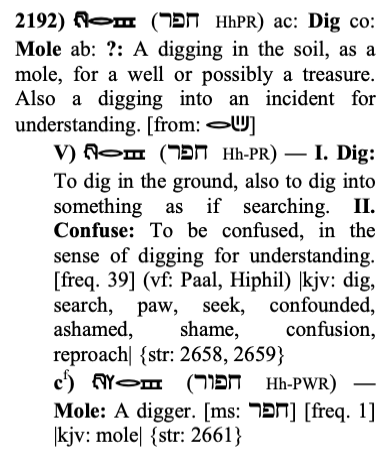 2192) (חפר HhPR) ac: Dig co:
Mole ab: ?: A digging in the soil, as a
mole, for a well or possibly a treasure.
Also a digging into an incident for
understanding. [from: ]
V) (חפר Hh-PR) — I. Dig:
To dig in the ground, also to dig into
something as if searching. II.
Confuse: To be confused, in the
sense of digging for understanding.
[freq. 39] (vf: Paal, Hiphil) |kjv: dig,
search, paw, seek, confounded,
ashamed, shame, confusion,
reproach| {str: 2658, 2659}
cᶠ) (חפור Hh-PWR) —
Mole: A digger. [ms: חפר] [freq. 1]
|kjv: mole| {str: 2661}